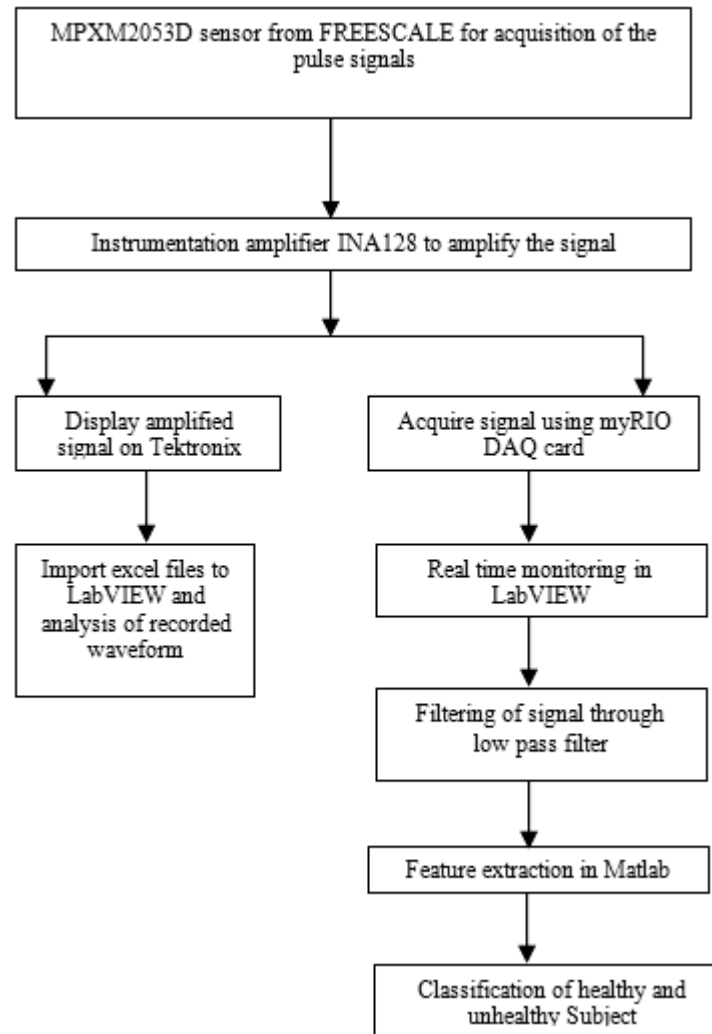 MPXM2053D sensor from FREESCALE for acquisition of the
pulse signals
Instrumentation amplifier INA128 to amplify the signal
Display amplified
signal on Tektronix
Acquire signal using myRIO
DAQ card
Import excel files to
LabVIEW and
analysis of recorded
waveform
Real time monitoring in
LabVIEW
Filtering of signal through
low pass filter
Feature extraction in Matlab
Classification of healthy and
unhealthy Subject